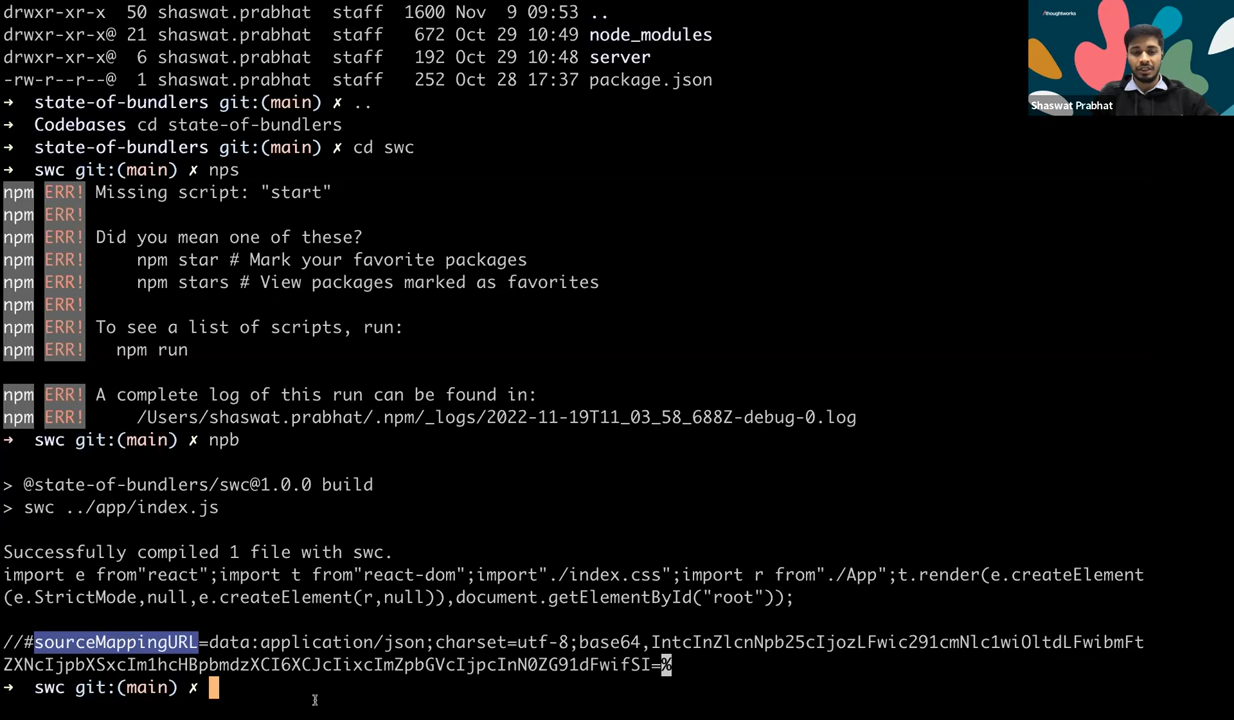 drwxr-xr-x  50 shaswat.prabhat  staff  1600 Nov  9 09:53 ..
drwxr-xr-x@ 21 shaswat.prabhat  staff   672 Oct 29 10:49 node_modules
drwxr-xr-x@  6 shaswat.prabhat  staff   192 Oct 29 10:48 server
-rw-r--r--@  1 shaswat.prabhat  staff   252 Oct 28 17:37 package.json
➜  state-of-bundlers git:(main) ✗ ..
➜  Codebases cd state-of-bundlers
➜  state-of-bundlers git:(main) ✗ cd swc
➜  swc git:(main) ✗ nps
npm ERR! Missing script: "start"
npm ERR!
npm ERR! Did you mean one of these?
npm ERR!     npm star # Mark your favorite packages
npm ERR!     npm stars # View packages marked as favorites
npm ERR!
npm ERR! To see a list of scripts, run:
npm ERR!   npm run
npm ERR! A complete log of this run can be found in:
npm ERR!     /Users/shaswat.prabhat/.npm/_logs/2022-11-19T11_03_58_688Z-debug-0.log
➜  swc git:(main) ✗ npb
> @state-of-bundlers/swc@1.0.0 build
> swc ../app/index.js
Successfully compiled 1 file with swc.
import e from"react";import t from"react-dom";import"./index.css";import r from"./App";t.render(e.createElement
(e.StrictMode,null,e.createElement(r,null)),document.getElementById("root"));
//#sourceMappingURL=data:application/json;charset=utf-8;base64,IntcInZlcnNpb25cIjozLFwic291cmNlc1wiOltdLFwibmFt
ZXNcIjpbXSxcIm1hcHBpbmdzXCI6XCJcIixcImZpbGVcIjpcInN0ZG91dFwifSI=%
➜  swc git:(main) ✗
/thoughtworks
Shaswat Prabhat